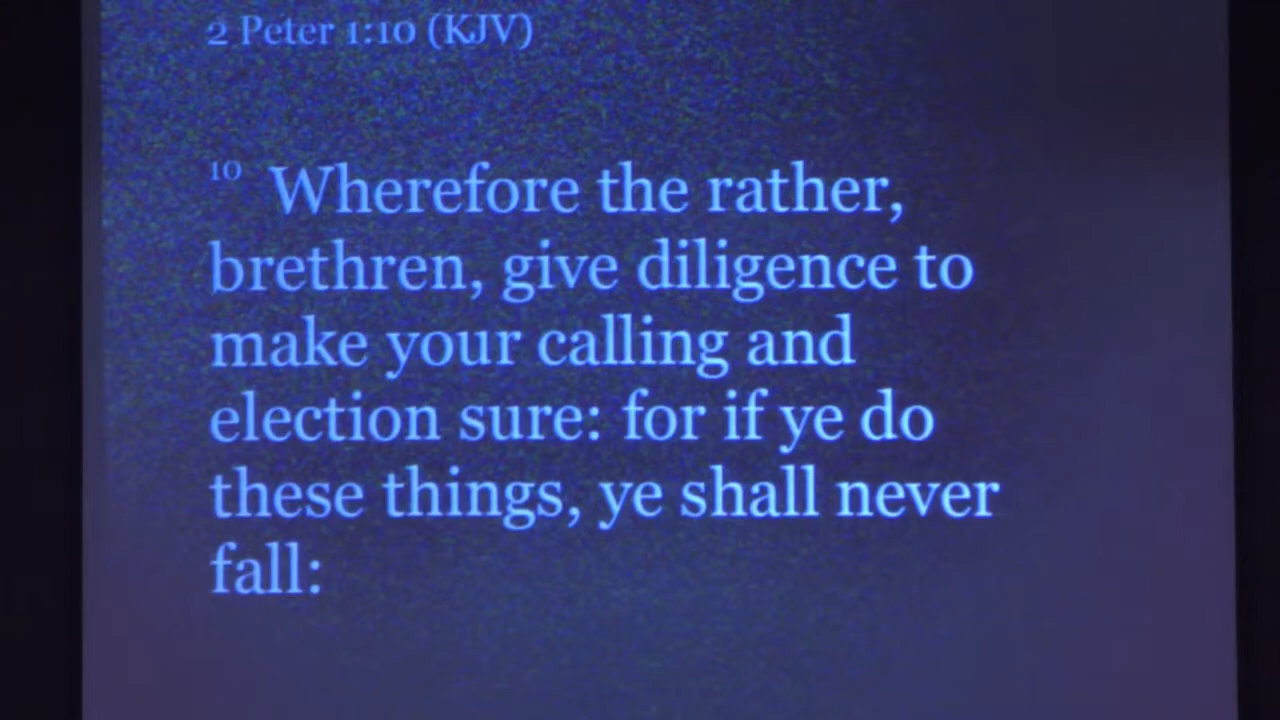 2 Peter 1:10 (KJV)
10 Wherefore the rather,
brethren, give diligence to
make your calling and
election sure: for if ye do
these things, ye shall never
fall: